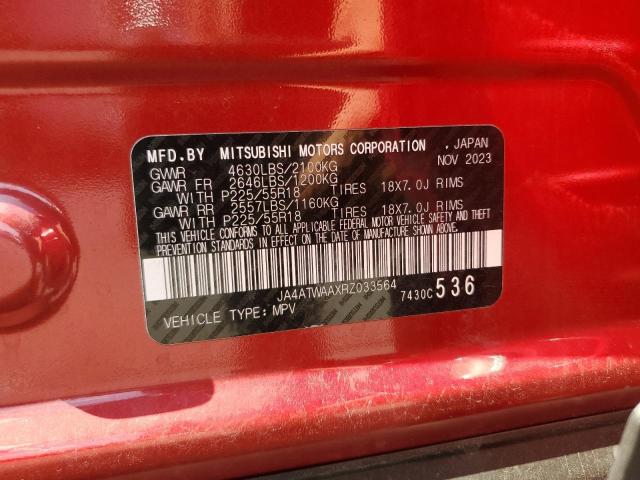 MFD.BY MITSUBISHI MOTORS CORPORATION , JAPAN
GVWR 4630LBS/2100KG NOV 2023
GAWR FR 2646LBS/1200KG
WITH P225/55R18 TIRES 18X7.0J RIMS
GAWR RR 2557LBS/1160KG
WITH P225/55R18 TIRES 18X7.0J RIMS
THIS VEHICLE CONFORMS TO ALL APPLICABLE FEDERAL MOTOR VEHICLE SAFETY AND THEFT
PREVENTION STANDARDS IN EFFECT ON THE DATE OF MANUFACTURE SHOWN ABOVE.
JA4ATWAAXRZ033564
7430C 536
VEHICLE TYPE: MPV